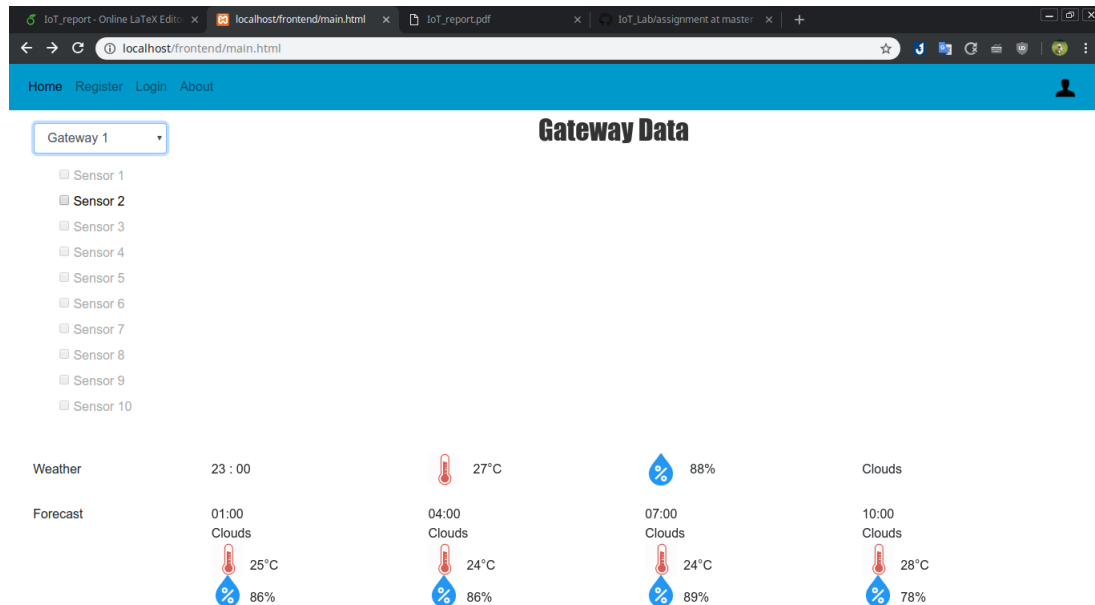 IoT_report - Online LaTeX Edito
localhost/frontend/main.html
IoT_report.pdf
IoT_Lab/assignment at master
localhost/frontend/main.html
Home Register Login About
Gateway 1
Gateway Data
Sensor 1
Sensor 2
Sensor 3
Sensor 4
Sensor 5
Sensor 6
Sensor 7
Sensor 8
Sensor 9
Sensor 10
Weather 23 : 00 27°C % 88% Clouds
Forecast 01:00 04:00 07:00 10:00
Clouds Clouds Clouds Clouds
25°C 24°C 24°C 28°C
% 86% % 86% % 89% % 78%